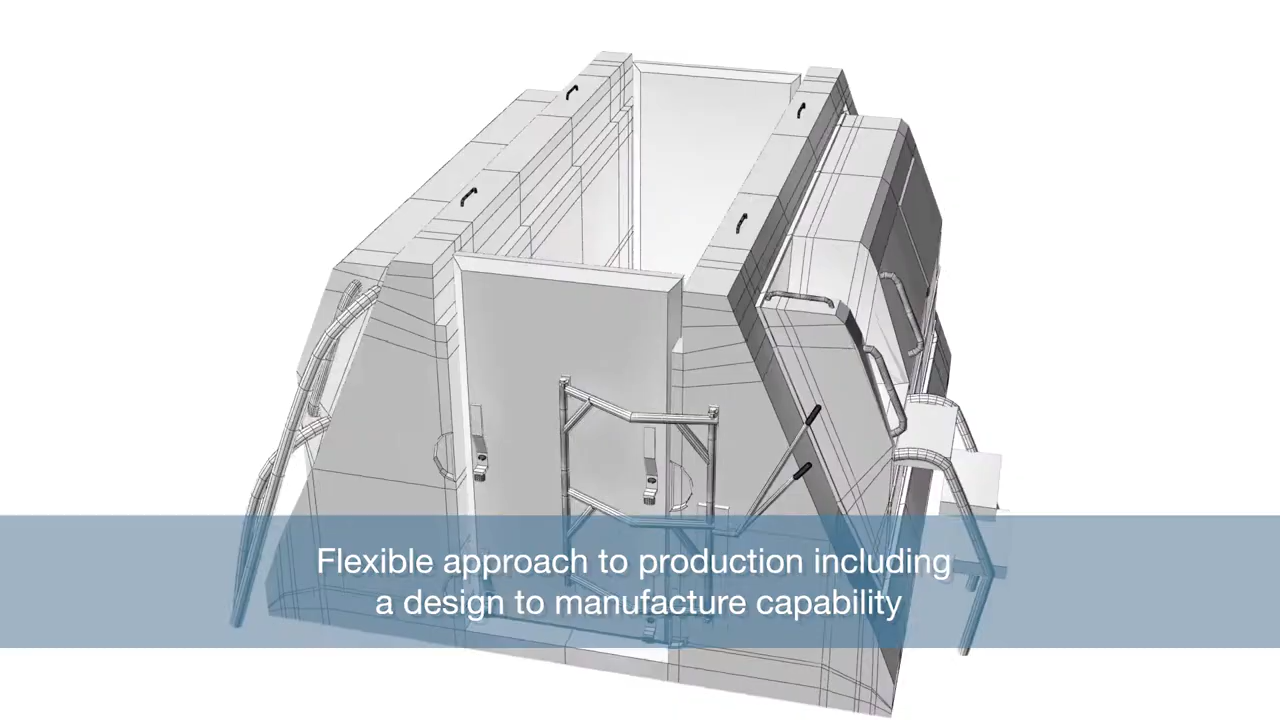 Flexible approach to production including
a design to manufacture capability